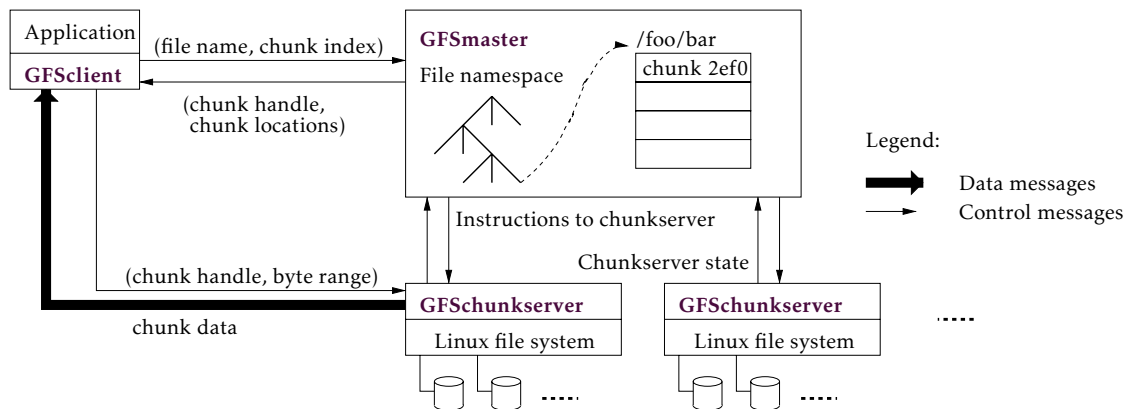 Application
GFSclient
(file name, chunk index)
(chunk handle,
chunk locations)
GFSmaster
File namespace
/foo/bar
chunk 2ef0
Legend:
Data messages
Control messages
Instructions to chunkserver
Chunkserver state
(chunk handle, byte range)
chunk data
GFSchunkserver
Linux file system
GFSchunkserver
Linux file system